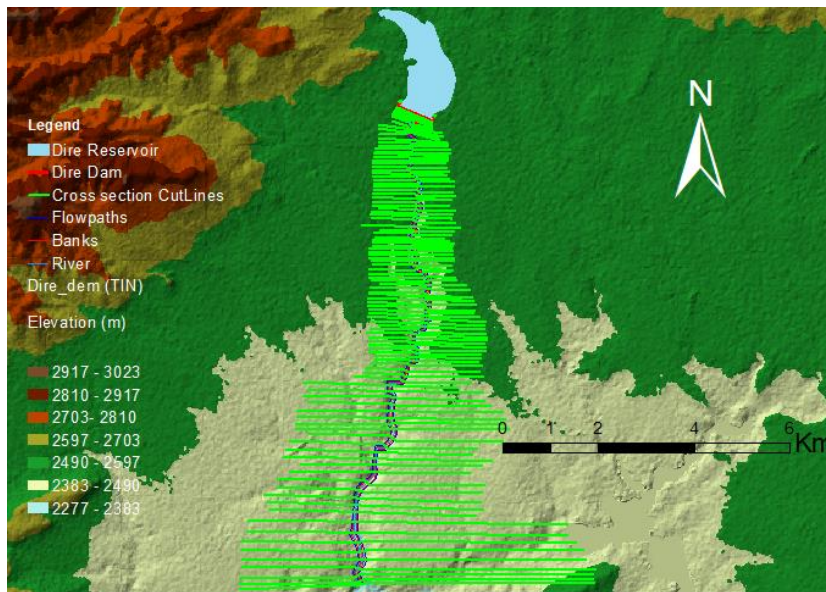 N
Legend
Dire Reservoir
Dire Dam
Cross section CutLines
Flowpaths
Banks
River
Dire_dem (TIN)
Elevation (m)
2917 - 3023
2810 - 2917
2703- 2810
2597 - 2703
2490 - 2597
2383 - 2490
2277 - 2383
0 1 2 4 6
Km